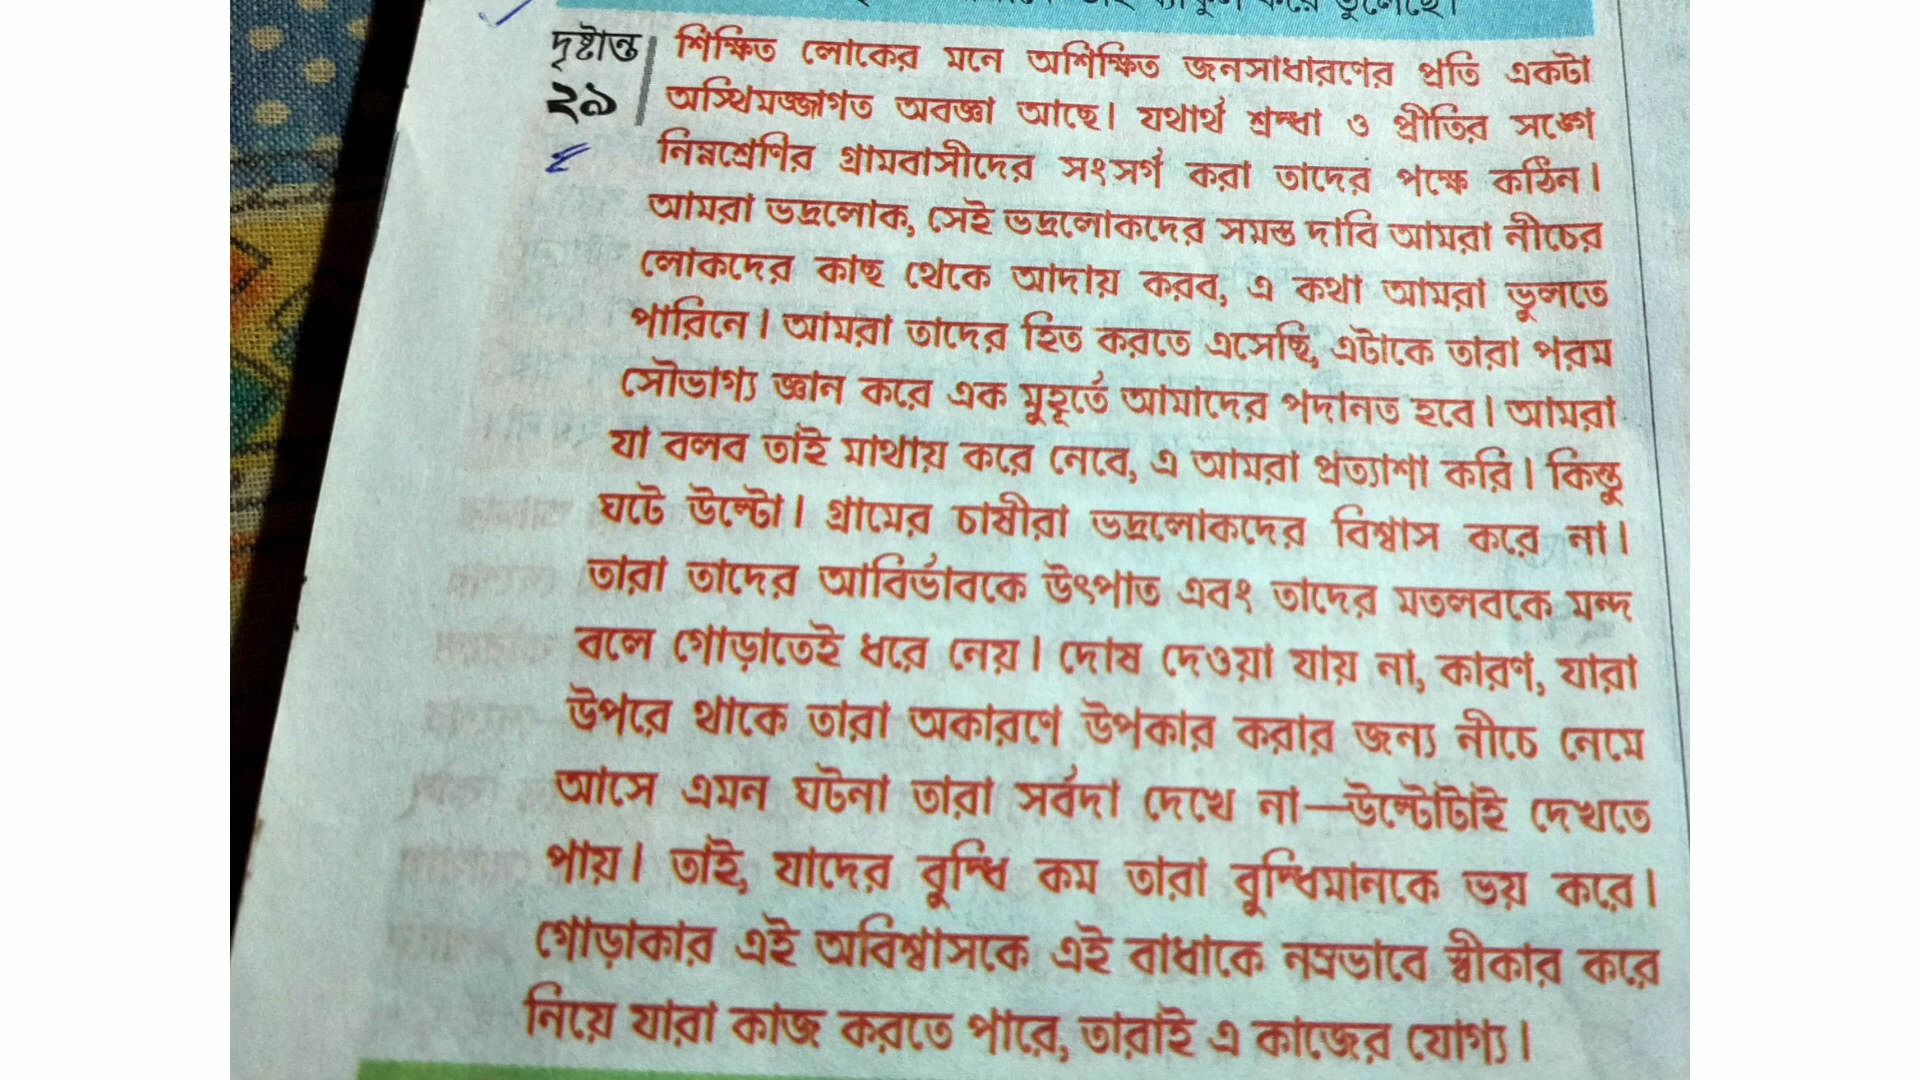 দৃষ্টান্ত
২৯
শিক্ষিত লোকের মনে অশিক্ষিত জনসাধারণের প্রতি একটা
অস্থিমজ্জাগত অবজ্ঞা আছে। যথার্থ শ্রদ্ধা ও প্রীতির সঙ্গে
নিম্নশ্রেণির গ্রামবাসীদের সংসর্গ করা তাদের পক্ষে কঠিন।
আমরা ভদ্রলোক, সেই ভদ্রলোকদের সমস্ত দাবি আমরা নীচের
লোকদের কাছ থেকে আদায় করব, এ কথা আমরা ভুলতে
পারিনে। আমরা তাদের হিত করতে এসেছি, এটাকে তারা পরম
সৌভাগ্য জ্ঞান করে এক মুহূর্তে আমাদের পদানত হবে। আমরা
যা বলব তাই মাথায় করে নেবে, এ আমরা প্রত্যাশা করি। কিন্তু
ঘটে উল্টো। গ্রামের চাষীরা ভদ্রলোকদের বিশ্বাস করে না।
তারা তাদের আবির্ভাবকে উৎপাত এবং তাদের মতলবকে মন্দ
বলে গোড়াতেই ধরে নেয়। দোষ দেওয়া যায় না, কারণ, যারা
উপরে থাকে তারা অকারণে উপকার করার জন্য নীচে নেমে
আসে এমন ঘটনা তারা সর্বদা দেখে না—উল্টোটাই দেখতে
পায়। তাই, যাদের বুদ্ধি কম তারা বুদ্ধিমানকে ভয় করে।
গোড়াকার এই অবিশ্বাসকে এই বাধাকে নম্রভাবে স্বীকার করে
নিয়ে যারা কাজ করতে পারে, তারাই এ কাজের যোগ্য।